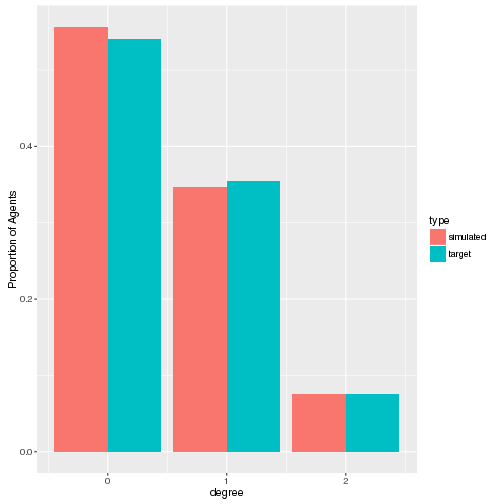 Proportion of Agents
0.4
0.2
0.0
0 1 2
degree
type
simulated
target